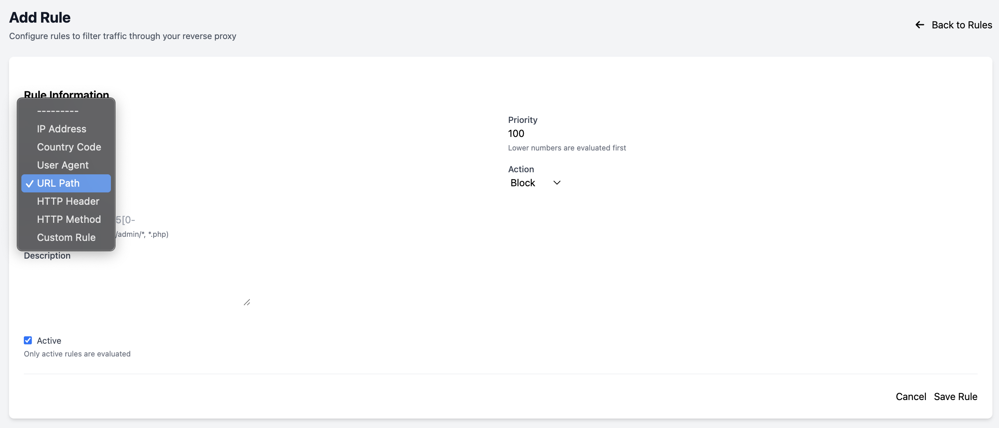 Add Rule
Configure rules to filter traffic through your reverse proxy
← Back to Rules
Rule Information
---------
IP Address
Country Code
User Agent
✓ URL Path
HTTP Header
HTTP Method
Custom Rule
5[0-
/admin/*, *.php)
Priority
100
Lower numbers are evaluated first
Action
Block
Description
Active
Only active rules are evaluated
Cancel
Save Rule